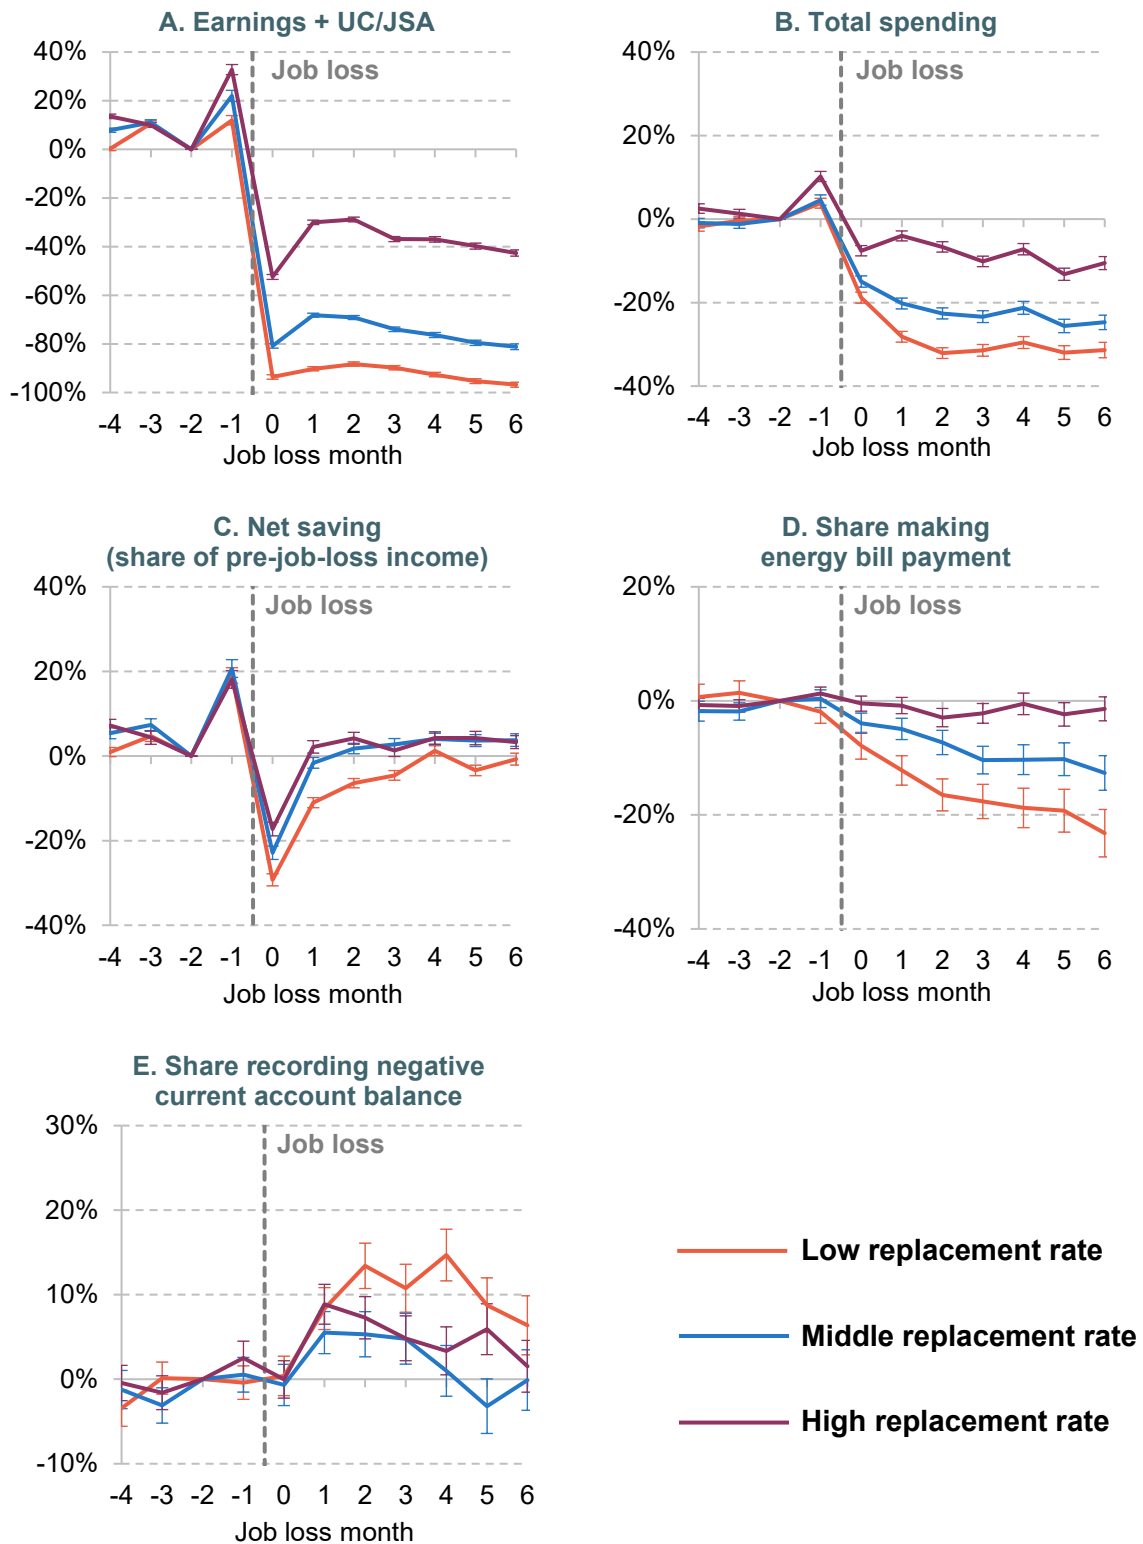 A. Earnings + UC/JSA
40%
20%
0%
-20%
-40%
-60%
-80%
-100%
Job loss
-4 -3 -2 -1 0 1 2 3 4 5 6
Job loss month
B. Total spending
40%
20%
0%
-20%
-40%
Job loss
-4 -3 -2 -1 0 1 2 3 4 5 6
Job loss month
C. Net saving
(share of pre-job-loss income)
40%
20%
0%
-20%
-40%
Job loss
-4 -3 -2 -1 0 1 2 3 4 5 6
Job loss month
D. Share making
energy bill payment
20%
0%
-20%
-40%
Job loss
-4 -3 -2 -1 0 1 2 3 4 5 6
Job loss month
E. Share recording negative
current account balance
30%
20%
10%
0%
-10%
Job loss
-4 -3 -2 -1 0 1 2 3 4 5 6
Job loss month
Low replacement rate
Middle replacement rate
High replacement rate